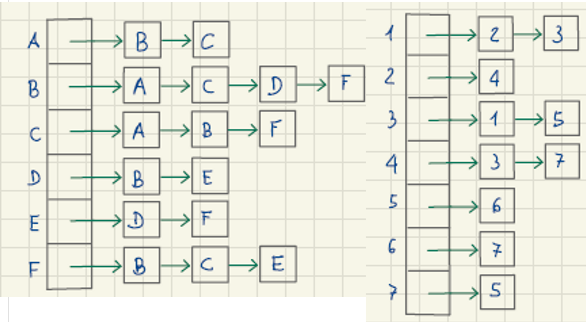 A B C
B A C D F
C A B F
D B E
E D F
F B C E
1 2 3
2 4
3 1 5
4 3 7
5 6
6 7
7 5